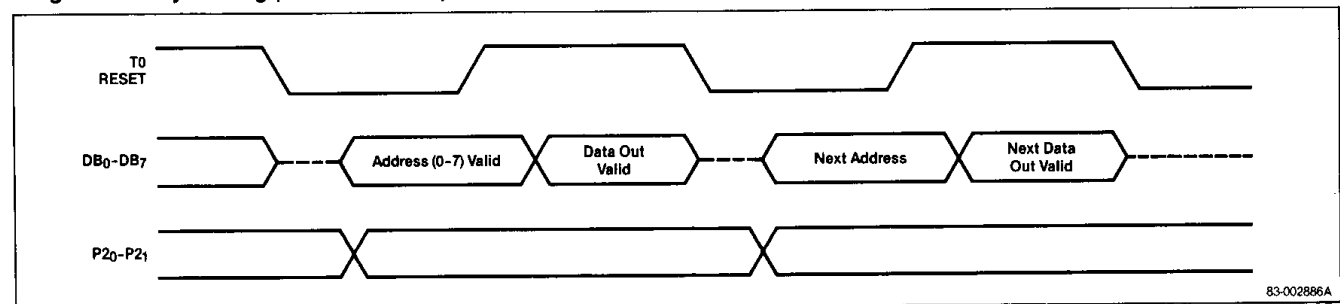 T0
RESET
DB0-DB7
Address (0-7) Valid
Data Out
Valid
Next Address
Next Data
Out Valid
P20-P21
83-002886A